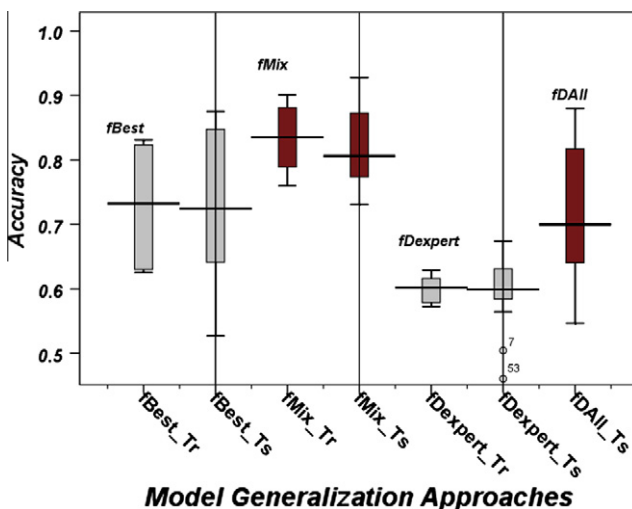 1.0
0.9
0.8
0.7
0.6
0.5
Accuracy
fBest
fMix
fDexpert
fDAll
7
53
fBest_Tr
fBest_Ts
fMix_Tr
fMix_Ts
fDexpert_Tr
fDexpert_Ts
fDAll_Ts
Model Generalization Approaches